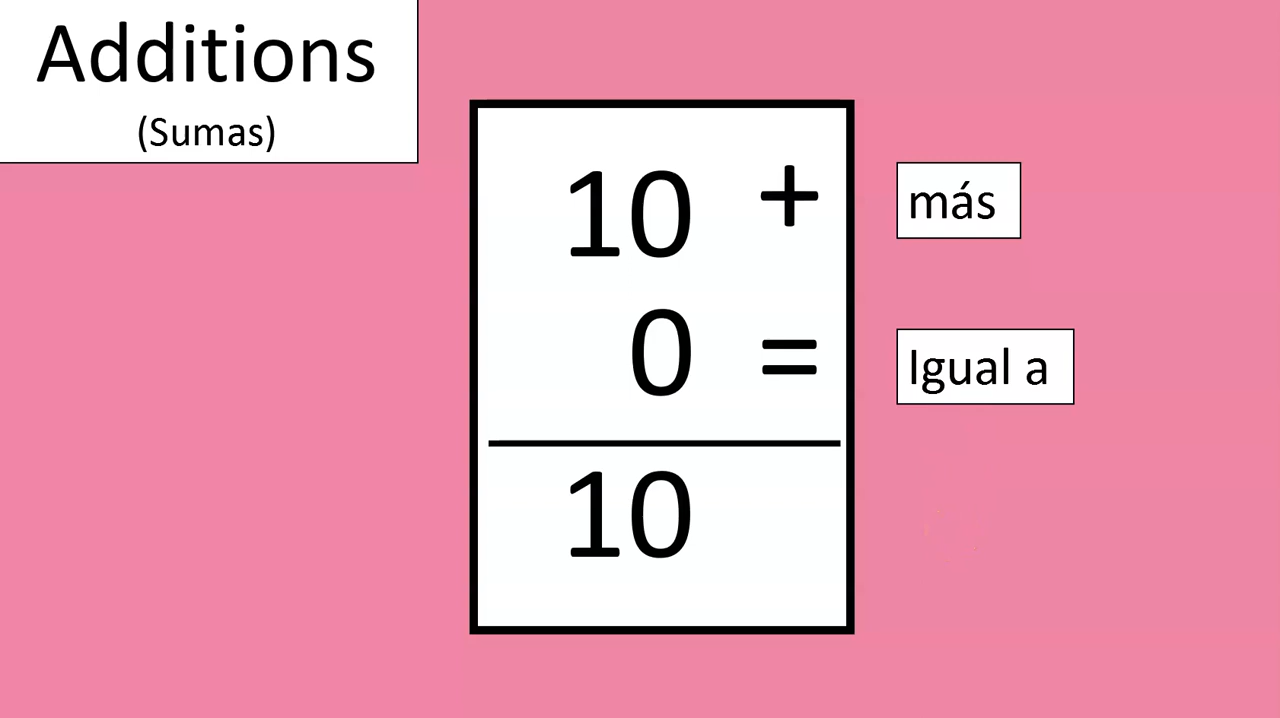 Additions
(Sumas)
10 +
más
0 =
Igual a
10